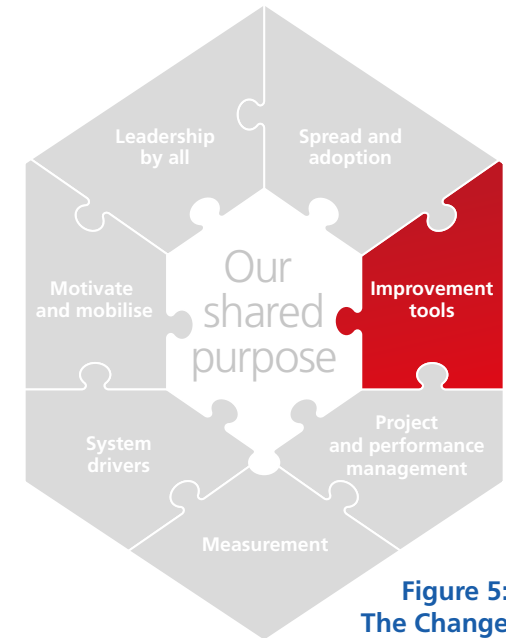 Leadership
by all
Spread and
adoption
Motivate
and mobilise
Our
shared
purpose
Improvement
tools
System
drivers
Project
and performance
management
Measurement
Figure 5:
The Change